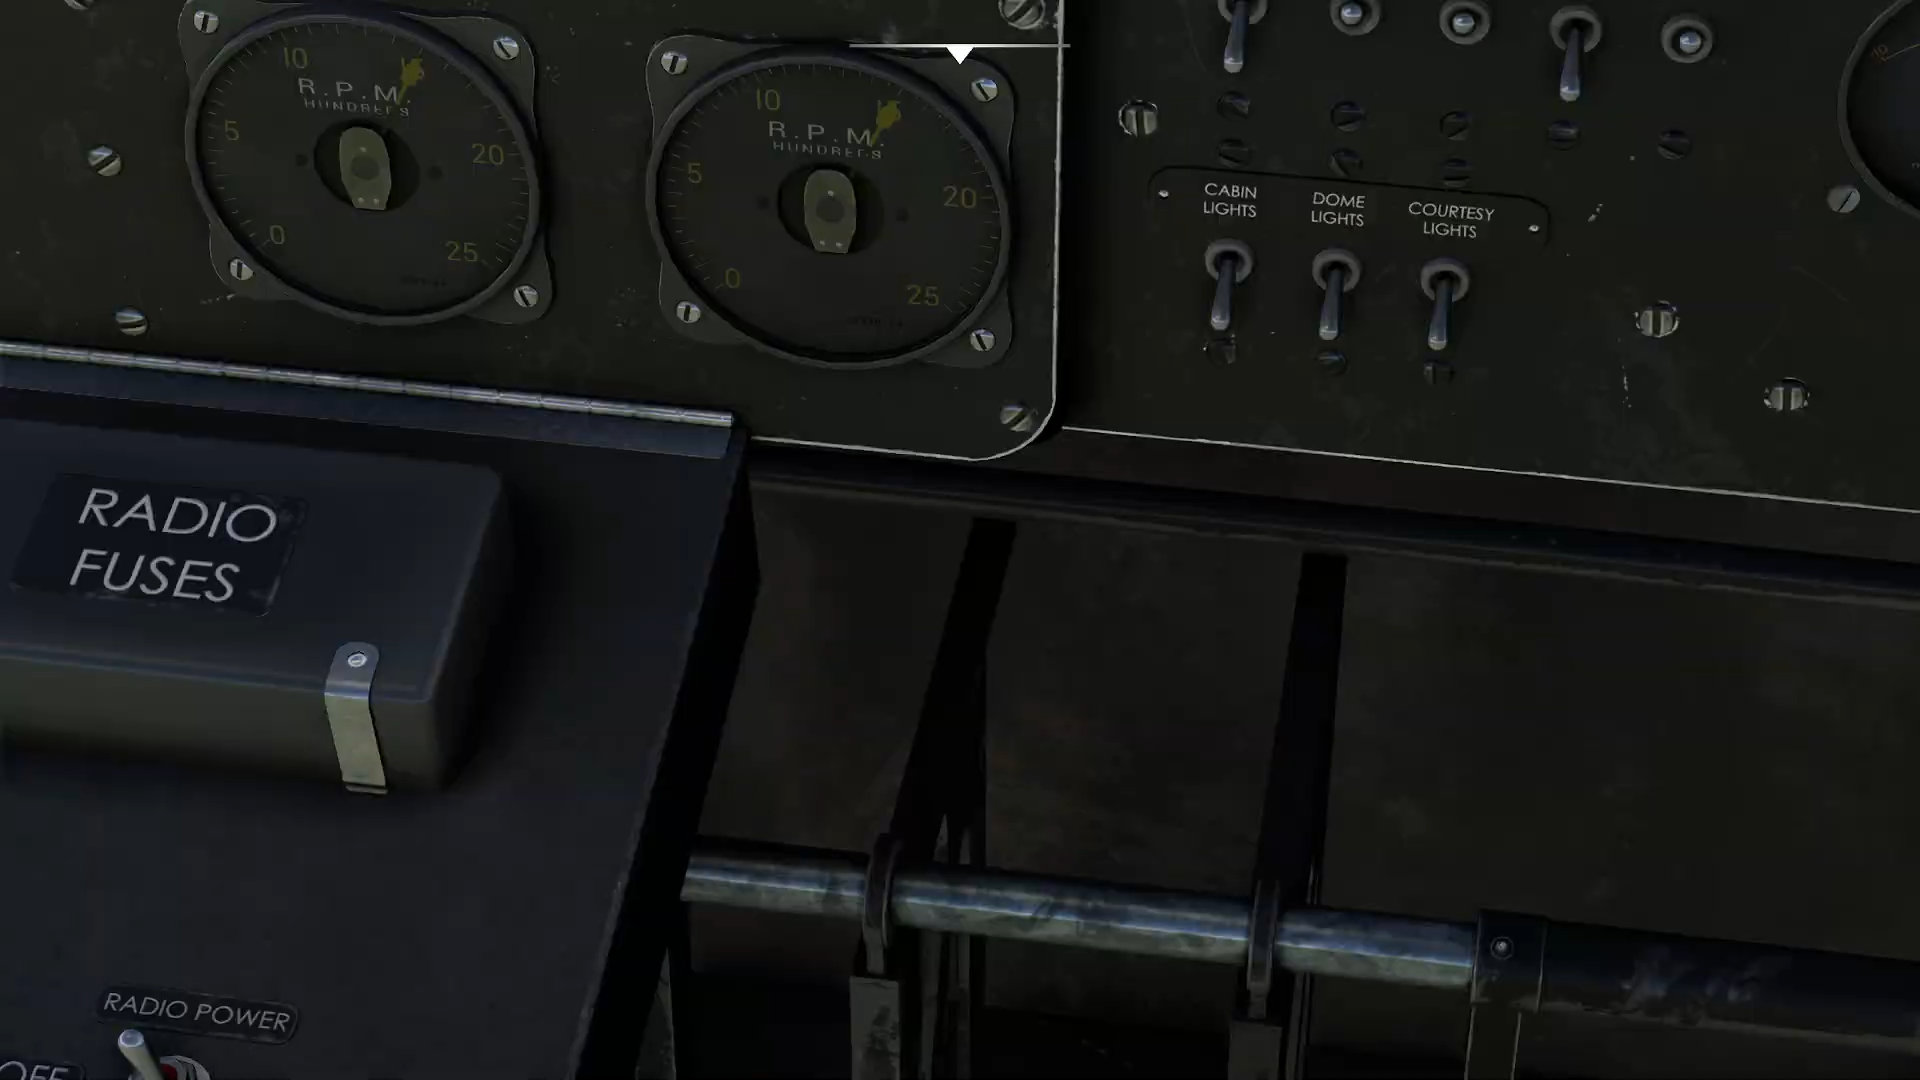 10
R.P.M.
HUNDREDS
5
20
0
25
10
R.P.M.
HUNDREDS
5
20
0
25
CABIN
LIGHTS
DOME
LIGHTS
COURTESY
LIGHTS
10
RADIO
FUSES
RADIO POWER
OFF